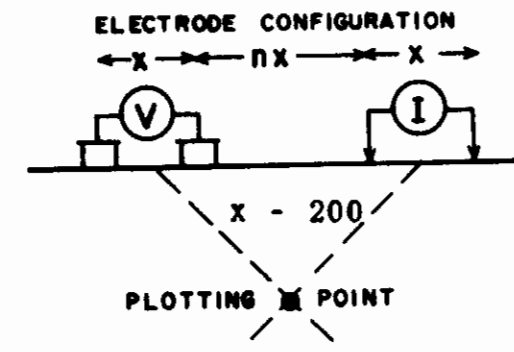 ELECTRODE CONFIGURATION
x nx x
V I
x - 200
PLOTTING POINT